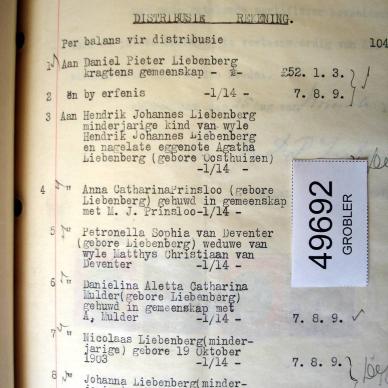 DISTRIBUSIE REKENING.
Per balans vir distribusie 104
1 Aan Daniel Pieter Liebenberg
kragtens gemeenskap - ½- £52. 1. 3.
2 en by erfenis -1/14 - 7. 8. 9.
3 Aan Hendrik Johannes Liebenberg
minderjarige kind van wyle
Hendrik Johannes Liebenberg
en nagelate eggenote Agatha
Liebenberg (gebore Oosthuizen)
-1/14 -
4 " Anna CatharinaPrinsloo (gebore
Liebenberg) gehuwd in gemeenskap
met M. J. Prinsloo-1/14 -
5 " Petronella Sophia van Deventer
(gebore Liebenberg) weduwe van
wyle Matthys Christiaan van
Deventer -1/14 -
6 " Danielina Aletta Catharina
Mulder(gebore Liebenberg)
gehuwd in gemeenskap met
A, Mulder -1/14 - 7. 8. 9.
7 " Nicolaas Liebenberg(minder-
jarige) gebore 19 Oktober
1903 -1/14 - 7. 8. 9.
8 " Johanna Liebenberg(minder-
49692
GROBLER